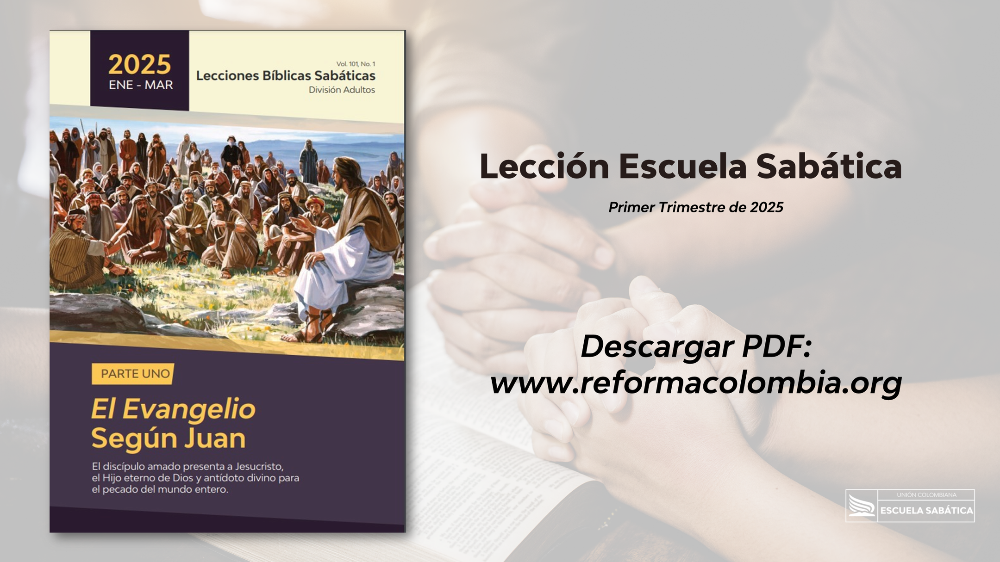 2025
ENE - MAR
Vol. 101, No. 1
Lecciones Bíblicas Sabáticas
División Adultos
PARTE UNO
El Evangelio
Según Juan
El discípulo amado presenta a Jesucristo,
el Hijo eterno de Dios y antídoto divino para
el pecado del mundo entero.
Lección Escuela Sabática
Primer Trimestre de 2025
Descargar PDF:
www.reformacolombia.org
UNIÓN COLOMBIANA
ESCUELA SABÁTICA